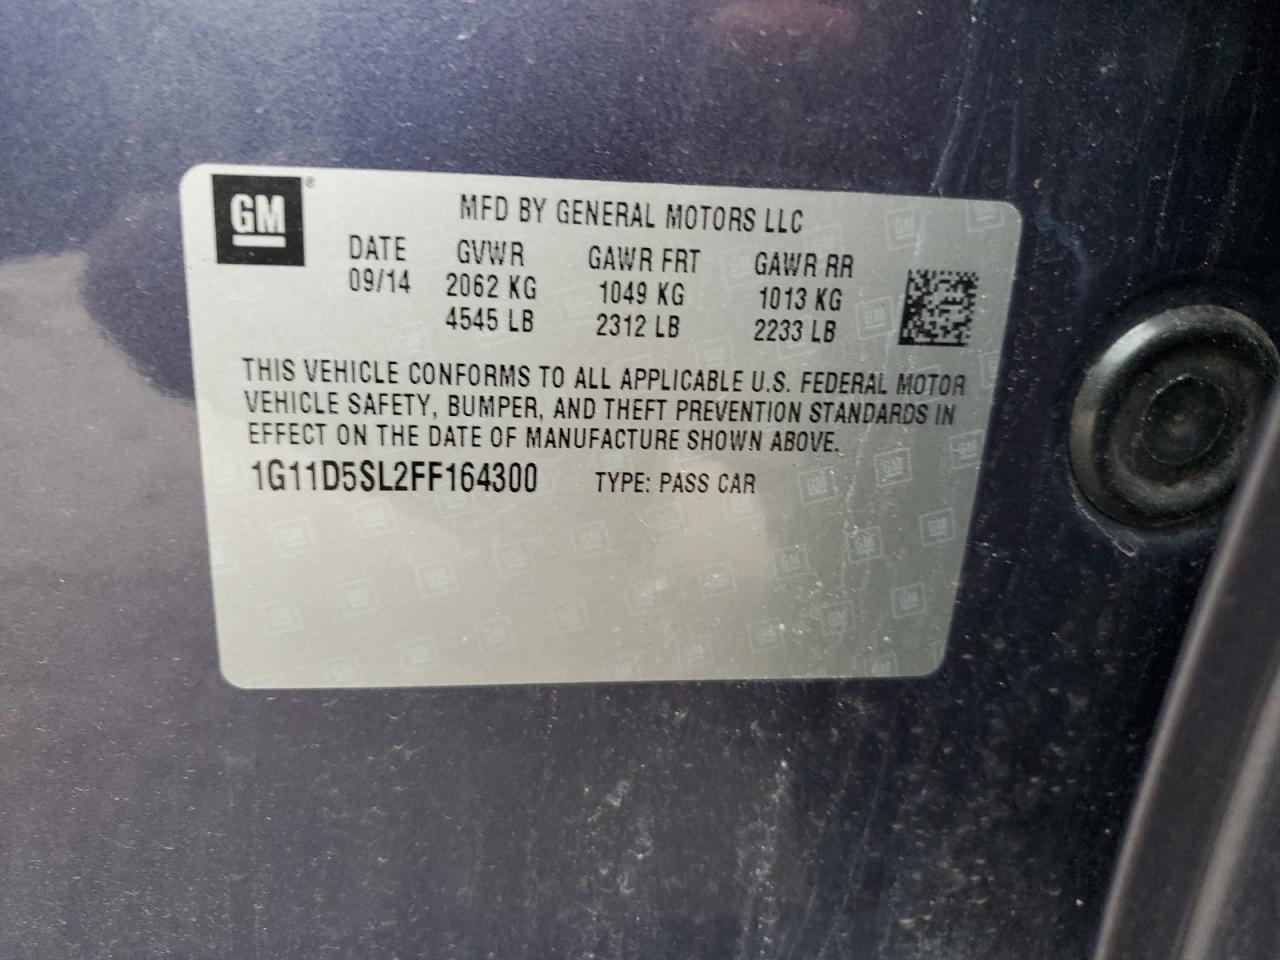 GM®
MFD BY GENERAL MOTORS LLC
DATE GVWR GAWR FRT GAWR RR
09/14 2062 KG 1049 KG 1013 KG
4545 LB 2312 LB 2233 LB
THIS VEHICLE CONFORMS TO ALL APPLICABLE U.S. FEDERAL MOTOR
VEHICLE SAFETY, BUMPER, AND THEFT PREVENTION STANDARDS IN
EFFECT ON THE DATE OF MANUFACTURE SHOWN ABOVE.
1G11D5SL2FF164300 TYPE: PASS CAR